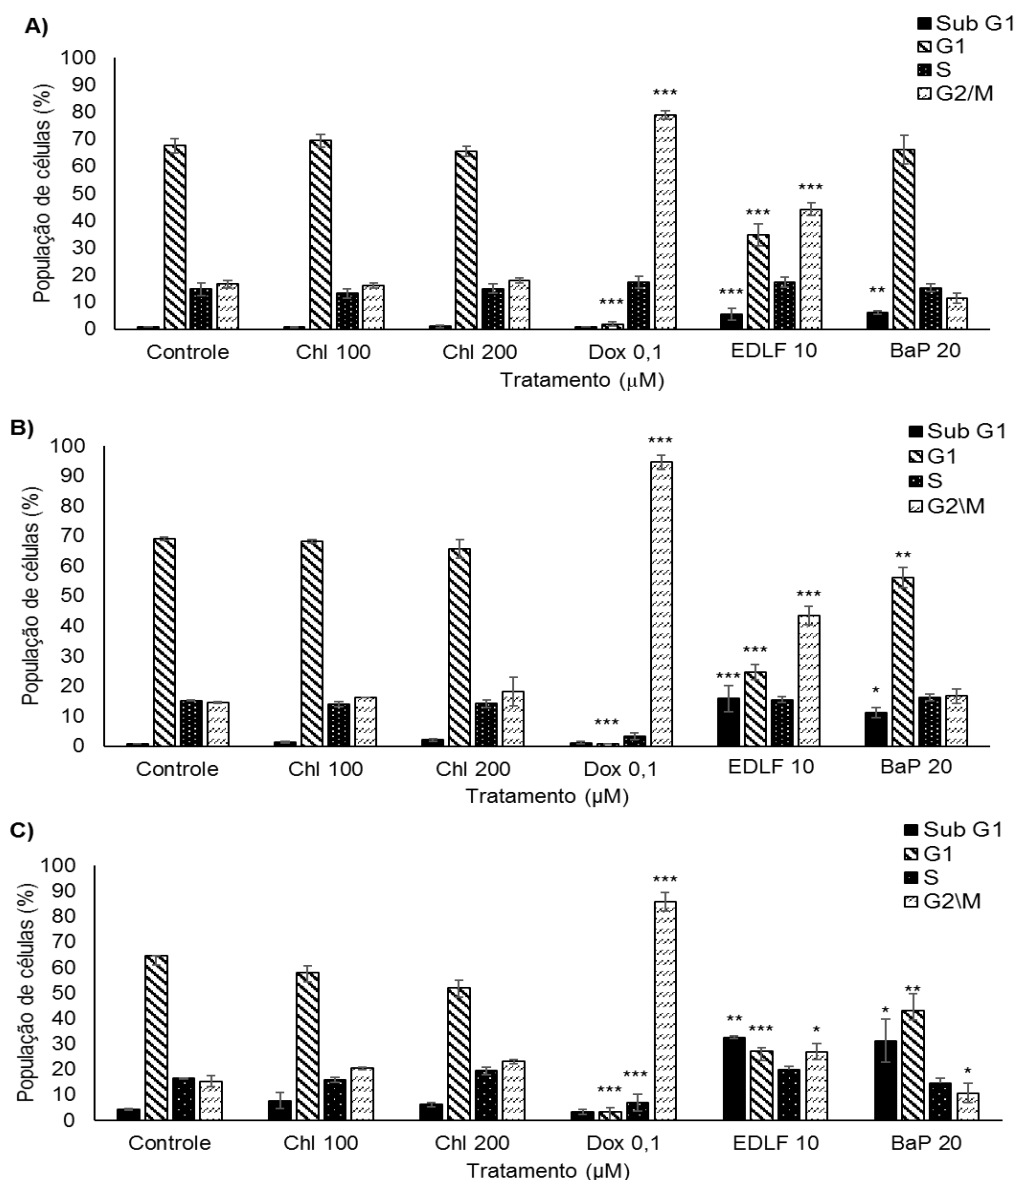 A)
Sub G1
G1
S
G2/M
População de células (%)
100
90
80
70
60
50
40
30
20
10
0
***
***
***
***
***
**
Controle Chl 100 Chl 200 Dox 0,1 EDLF 10 BaP 20
Tratamento (µM)
B)
Sub G1
G1
S
G2\M
População de células (%)
100
90
80
70
60
50
40
30
20
10
0
***
***
***
***
***
*
**
Controle Chl 100 Chl 200 Dox 0,1 EDLF 10 BaP 20
Tratamento (µM)
C)
Sub G1
G1
S
G2\M
População de células (%)
100
90
80
70
60
50
40
30
20
10
0
***
***
***
**
***
*
*
**
*
Controle Chl 100 Chl 200 Dox 0,1 EDLF 10 BaP 20
Tratamento (µM)